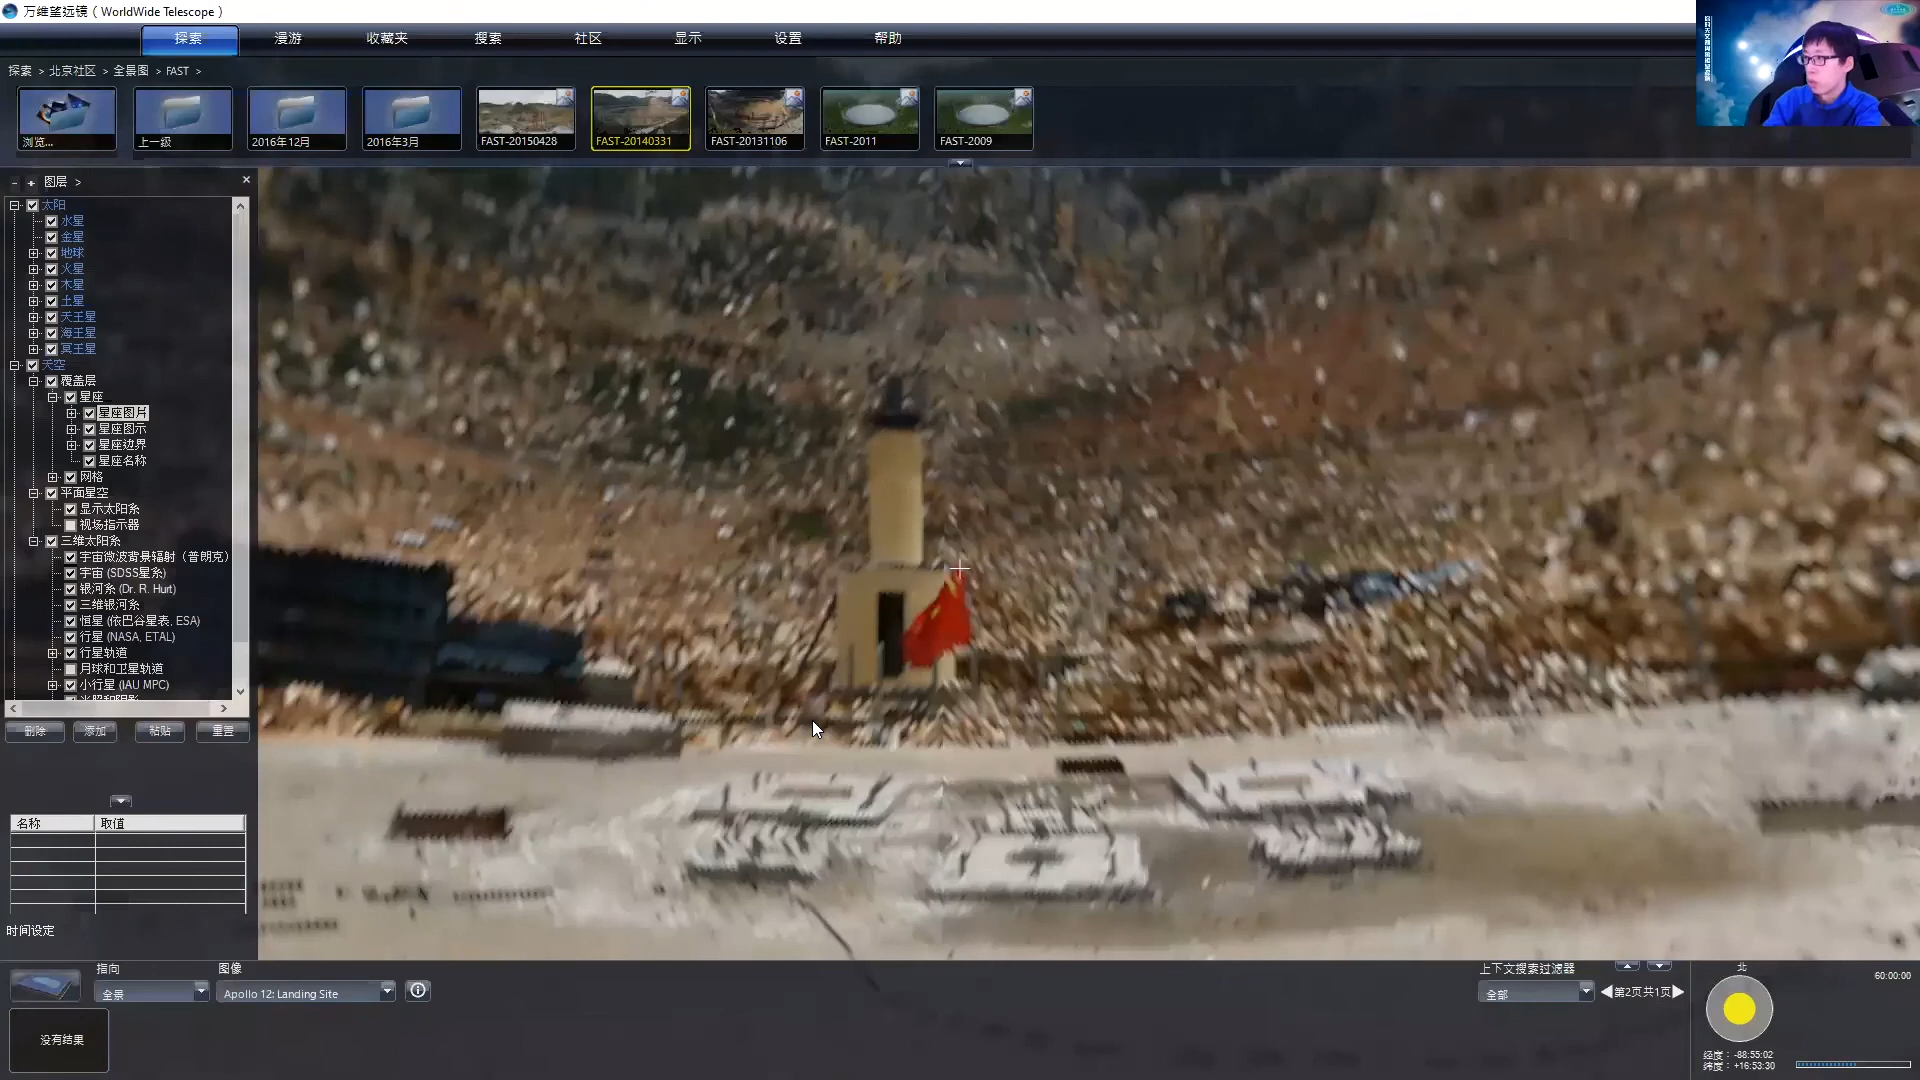 万维望远镜（WorldWide Telescope）
探索 漫游 收藏夹 搜索 社区 显示 设置 帮助
探索 > 北京社区 > 全景图 > FAST >
浏览... 上一级 2016年12月 2016年3月 FAST-20150428 FAST-20140331 FAST-20131106 FAST-2011 FAST-2009
- + 图层 >
太阳
水星
金星
地球
火星
木星
土星
天王星
海王星
冥王星
天空
覆盖层
星座
星座图片
星座图示
星座边界
星座名称
网格
平面星空
显示太阳系
视场指示器
三维太阳系
宇宙微波背景辐射（普朗克）
宇宙 (SDSS星系)
银河系 (Dr. R. Hurt)
三维银河系
恒星 (依巴谷星表, ESA)
行星 (NASA, ETAL)
行星轨道
月球和卫星轨道
小行星 (IAU MPC)
删除 添加 粘贴 重置
名称 取值
时间设定
指向 图像
全景 Apollo 12: Landing Site
没有结果
上下文搜索过滤器
全部 第2页共1页
北
60:00:00
经度：-88:55:02
纬度：+16:53:30